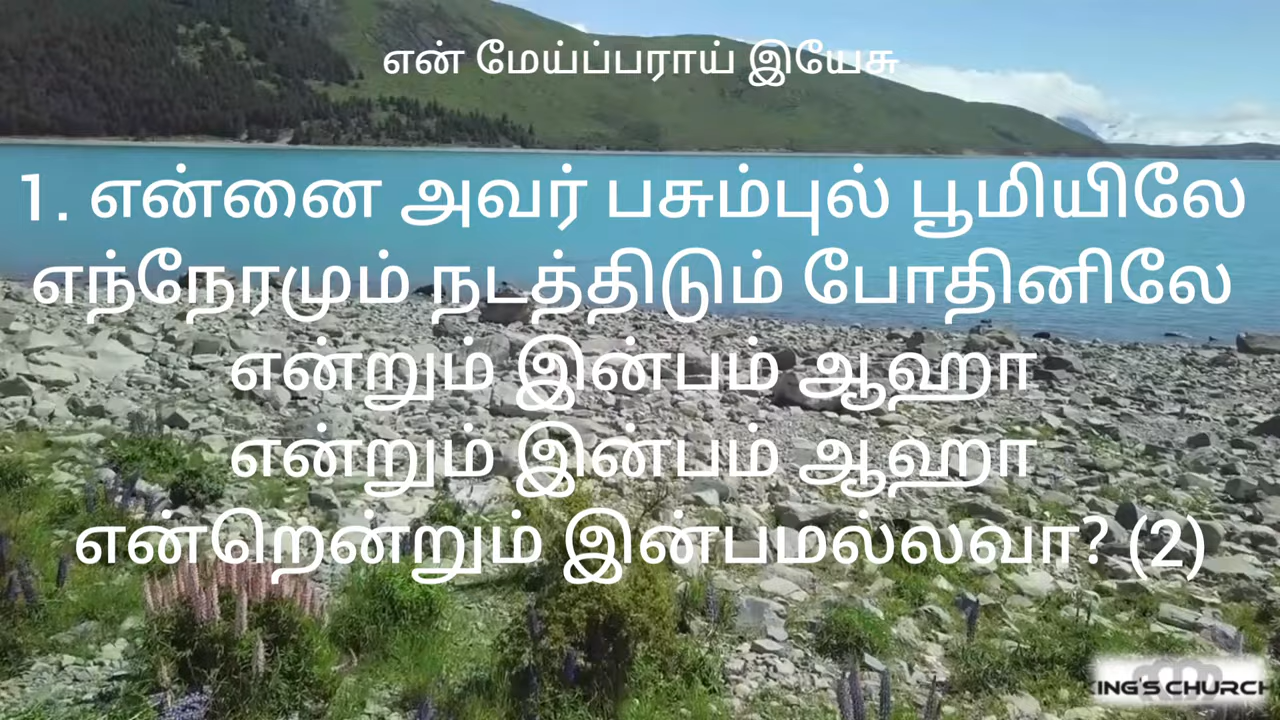 என் மேய்ப்பராய் இயேசு
1. என்னை அவர் பசும்புல் பூமியிலே
எந்நேரமும் நடத்திடும் போதினிலே
என்றும் இன்பம் ஆஹா
என்றும் இன்பம் ஆஹா
என்றென்றும் இன்பமல்லவா? (2)
KING'S CHURCH